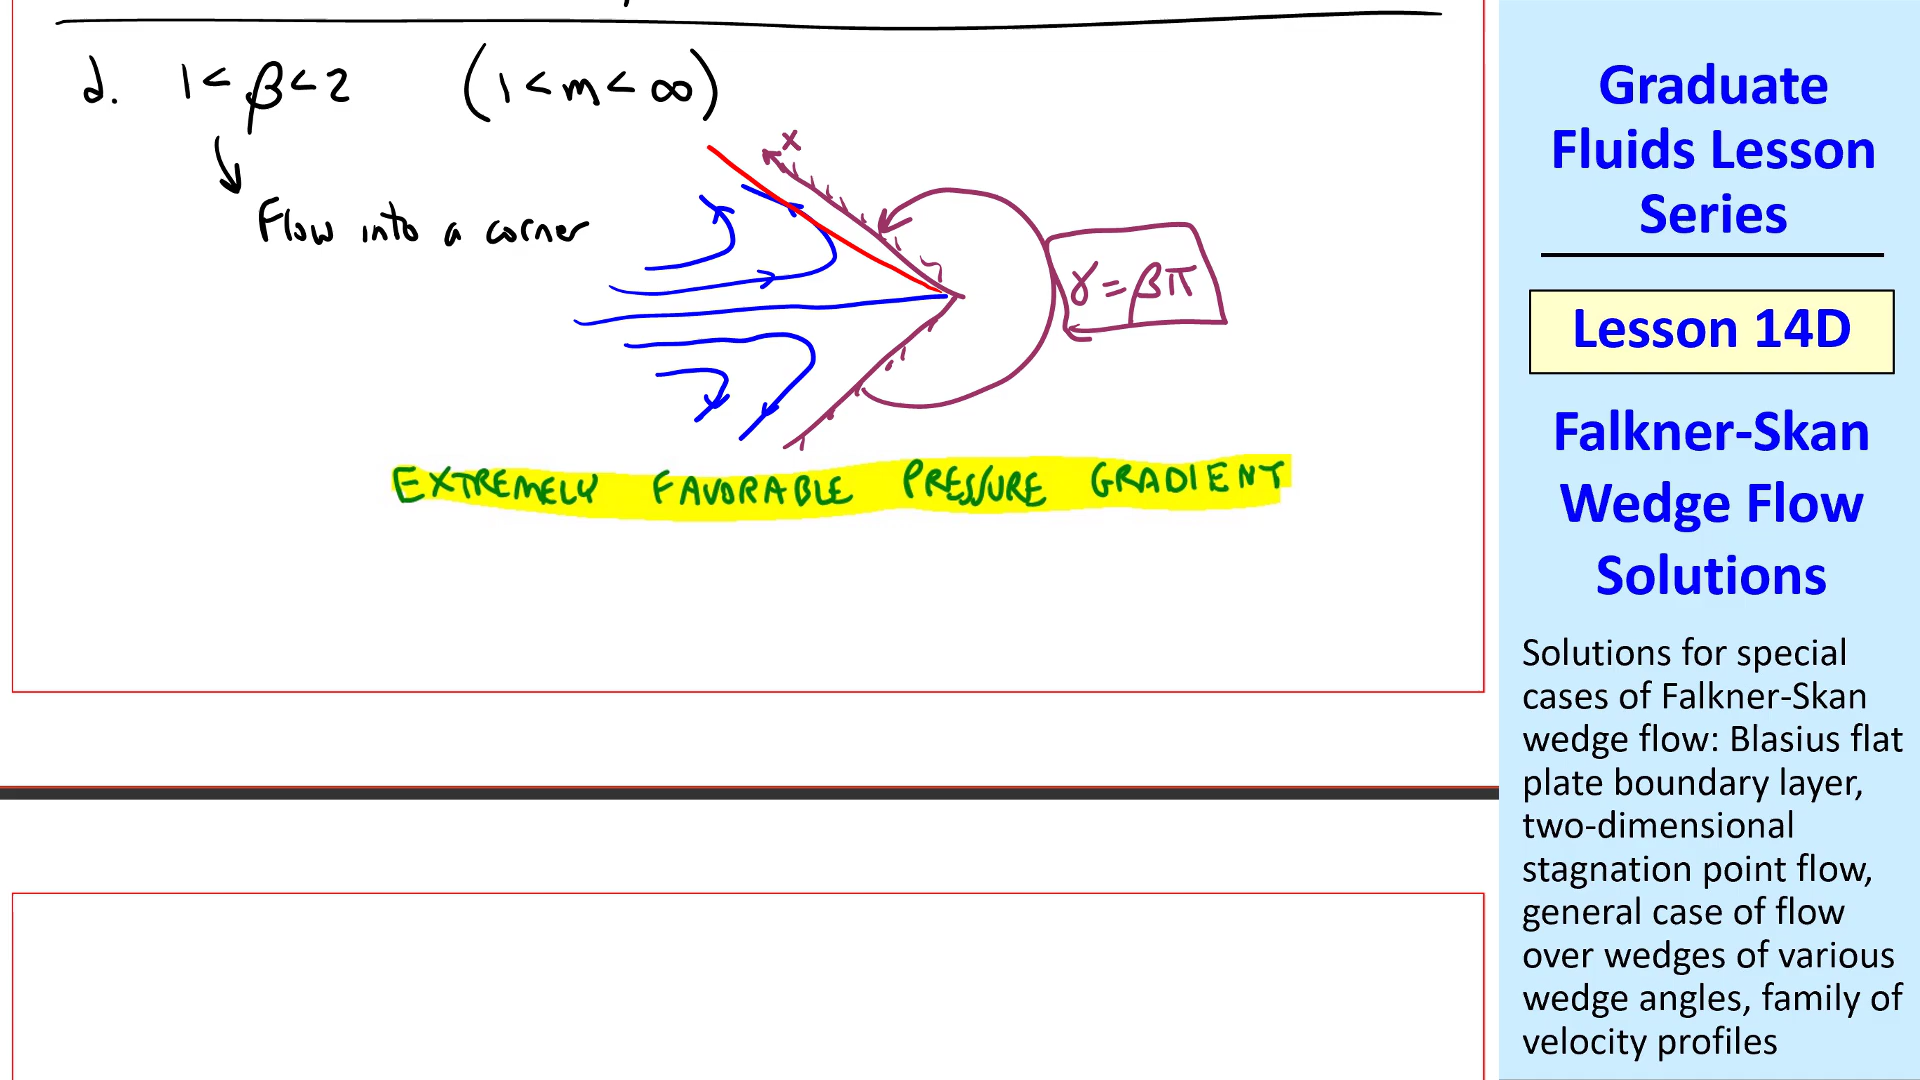 d. 1 < β < 2 (1 < m < ∞)
Flow into a corner
x
γ = βπ
EXTREMELY FAVORABLE PRESSURE GRADIENT
Graduate
Fluids Lesson
Series
Lesson 14D
Falkner-Skan
Wedge Flow
Solutions
Solutions for special
cases of Falkner-Skan
wedge flow: Blasius flat
plate boundary layer,
two-dimensional
stagnation point flow,
general case of flow
over wedges of various
wedge angles, family of
velocity profiles